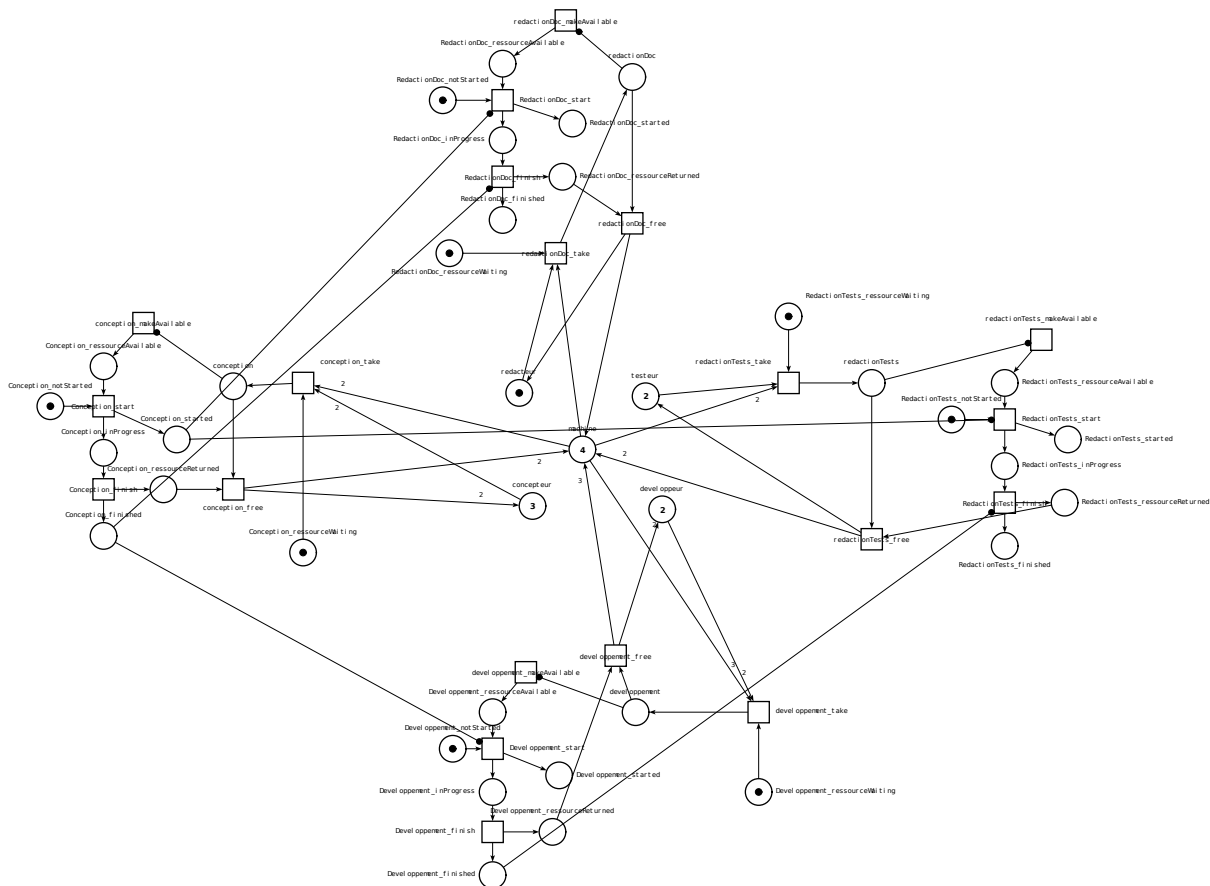 redactionDoc_makeAvailable
RedactionDoc_ressourceAvailable
redactionDoc
RedactionDoc_notStarted
RedactionDoc_start
RedactionDoc_started
RedactionDoc_inProgress
RedactionDoc_finish
RedactionDoc_ressourceReturned
RedactionDoc_finished
redactionDoc_free
redactionDoc_take
RedactionDoc_ressourceWaiting
RedactionTests_ressourceWaiting
conception_makeAvailable
redactionTests_makeAvailable
Conception_ressourceAvailable
conception
conception_take
redacteur
testeur
redactionTests_take
redactionTests
RedactionTests_ressourceAvailable
Conception_notStarted
2
2
2
2
RedactionTests_notStarted
Conception_start
Conception_started
machine
4
RedactionTests_start
RedactionTests_started
Conception_inProgress
2
2
RedactionTests_inProgress
Conception_ressourceReturned
3
Conception_finish
concepteur
developpeur
RedactionTests_finish
RedactionTests_ressourceReturned
2
3
2
conception_free
Conception_finished
2
Conception_ressourceWaiting
redactionTests_free
RedactionTests_finished
developpement_free
3
2
developpement_makeAvailable
Developpement_ressourceAvailable
developpement
developpement_take
Developpement_notStarted
Developpement_start
Developpement_started
Developpement_inProgress
Developpement_ressourceWaiting
Developpement_ressourceReturned
Developpement_finish
Developpement_finished